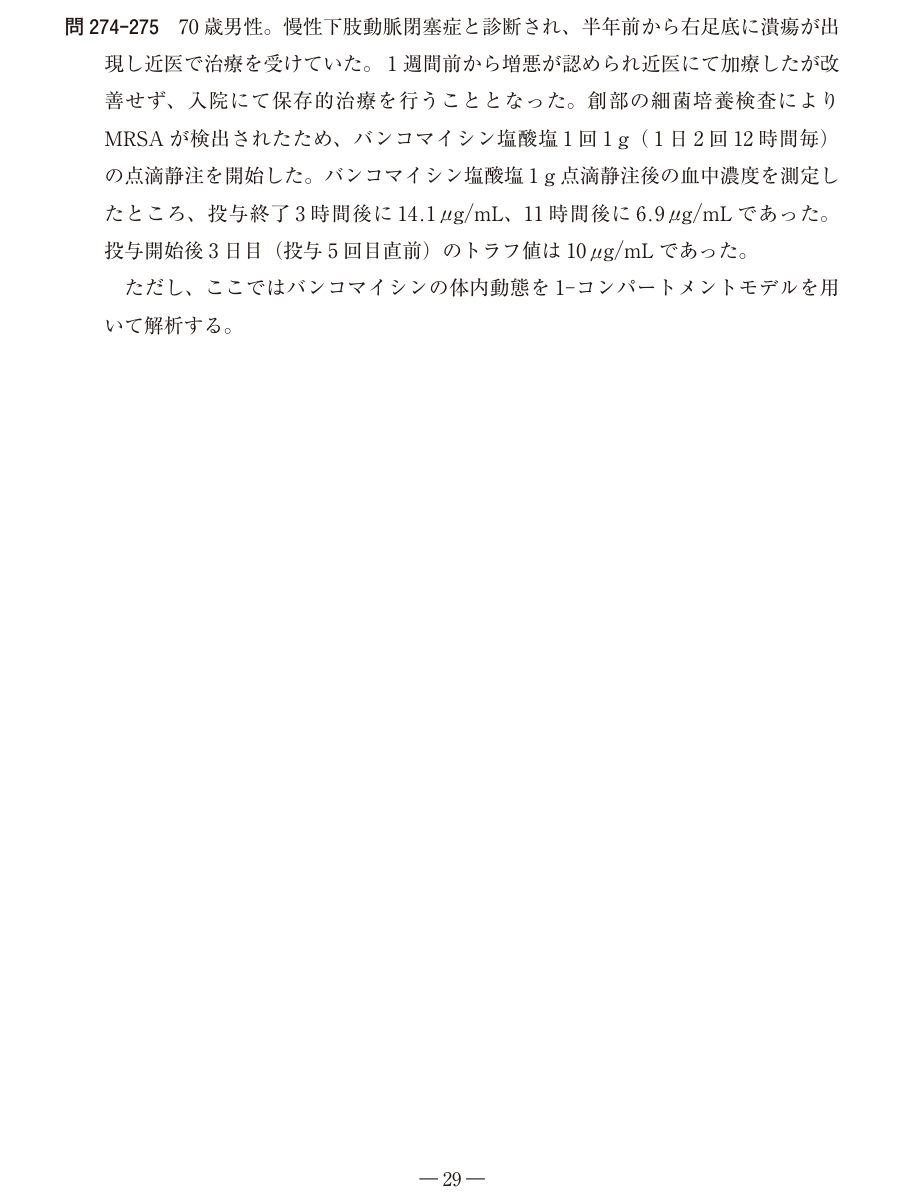 問 274-275　70 歳男性。慢性下肢動脈閉塞症と診断され、半年前から右足底に潰瘍が出
現し近医で治療を受けていた。1 週間前から増悪が認められ近医にて加療したが改
善せず、入院にて保存的治療を行うこととなった。創部の細菌培養検査により
MRSA が検出されたため、バンコマイシン塩酸塩 1 回 1 g（1 日 2 回 12 時間毎）
の点滴静注を開始した。バンコマイシン塩酸塩 1 g 点滴静注後の血中濃度を測定し
たところ、投与終了 3 時間後に 14.1 μg/mL、11 時間後に 6.9 μg/mL であった。
投与開始後 3 日目（投与 5 回目直前）のトラフ値は 10 μg/mL であった。
　ただし、ここではバンコマイシンの体内動態を 1-コンパートメントモデルを用
いて解析する。
— 29 —